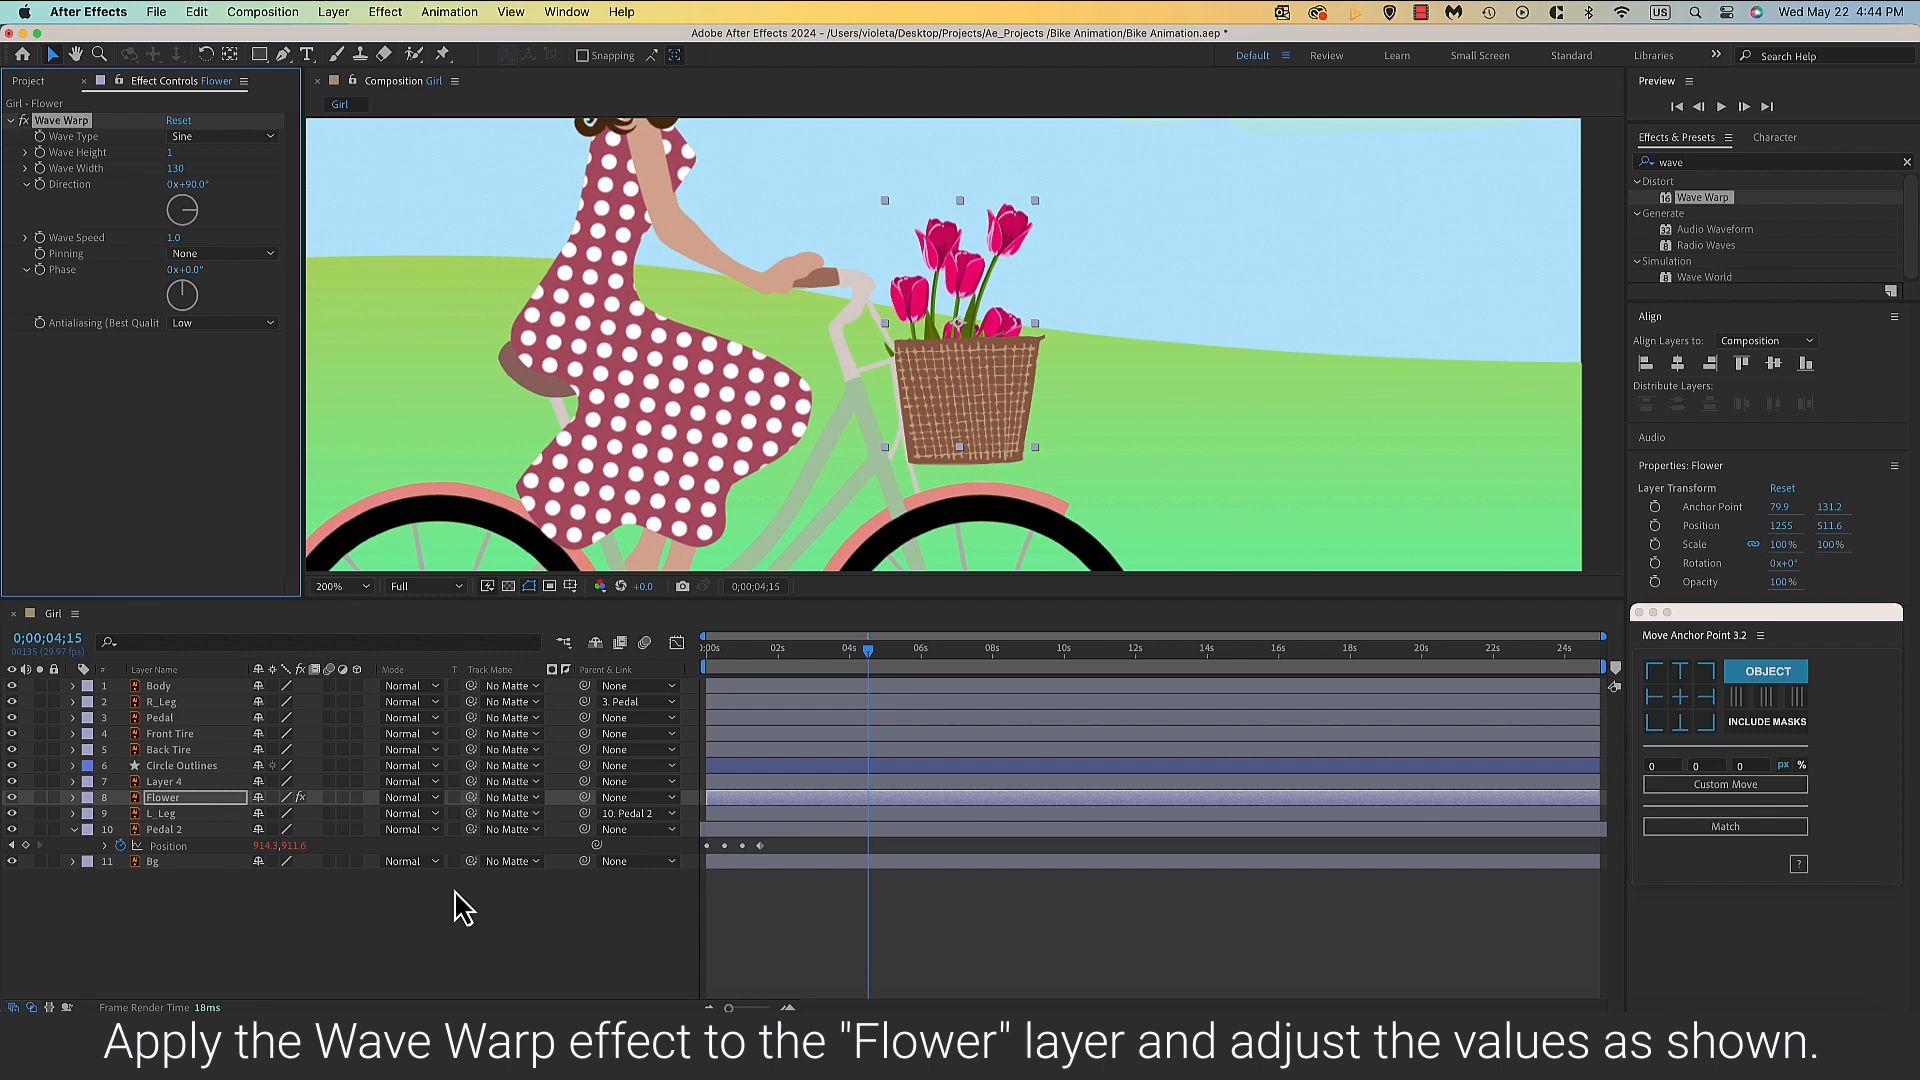 After Effects File Edit Composition Layer Effect Animation View Window Help US Wed May 22 4:44 PM
Adobe After Effects 2024 - /Users/violeta/Desktop/Projects/Ae_Projects /Bike Animation/Bike Animation.aep *
Snapping Default Review Learn Small Screen Standard Libraries Search Help
Project Effect Controls Flower
Composition Girl
Preview
Girl • Flower
Girl
fx Wave Warp Reset
Wave Type Sine
Wave Height 1
Wave Width 130
Direction 0x+90.0°
Wave Speed 1.0
Pinning None
Phase 0x+0.0°
Antialiasing (Best Qualit Low
200% Full +0.0 0;00;04;15
Effects & Presets Character
wave
Distort
Wave Warp
Generate
Audio Waveform
Radio Waves
Simulation
Wave World
Align
Align Layers to: Composition
Distribute Layers:
Audio
Properties: Flower
Layer Transform Reset
Anchor Point 79.9 131.2
Position 1255 511.6
Scale 100% 100%
Rotation 0x+0°
Opacity 100%
Move Anchor Point 3.2
OBJECT
INCLUDE MASKS
0 0 0 px %
Custom Move
Match
?
Girl
0;00;04;15
00135 (29.97 fps)
# Layer Name fx Mode T Track Matte Parent & Link
0:00s 02s 04s 06s 08s 10s 12s 14s 16s 18s 20s 22s 24s
1 Body Normal No Matte None
2 R_Leg Normal No Matte 3. Pedal
3 Pedal Normal No Matte None
4 Front Tire Normal No Matte None
5 Back Tire Normal No Matte None
6 Circle Outlines Normal No Matte None
7 Layer 4 Normal No Matte None
8 Flower fx Normal No Matte None
9 L_Leg Normal No Matte 10. Pedal 2
10 Pedal 2 Normal No Matte None
Position 914.3,911.6
11 Bg Normal No Matte None
Frame Render Time 18ms
Apply the Wave Warp effect to the "Flower" layer and adjust the values as shown.